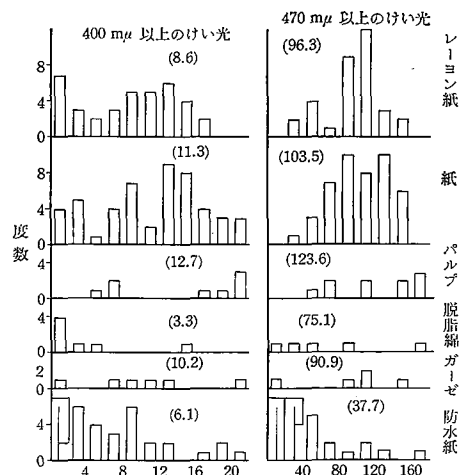 400 mμ 以上のけい光
470 mμ 以上のけい光
(8.6)
(96.3)
レーヨン紙
8
4
0
(11.3)
(103.5)
紙
8
4
0
度数
(12.7)
(123.6)
パルプ
4
0
(3.3)
(75.1)
脱脂綿
4
0
(10.2)
(90.9)
ガーゼ
2
0
(6.1)
(37.7)
防水紙
8
4
0
4 8 12 16 20
40 80 120 160